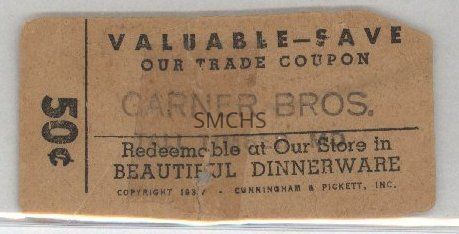 VALUABLE—SAVE
OUR TRADE COUPON
50¢
GARNER BROS.
SMCHS
MO.
Redeemable at Our Store in
BEAUTIFUL DINNERWARE
COPYRIGHT - CUNNINGHAM & PICKETT, INC.